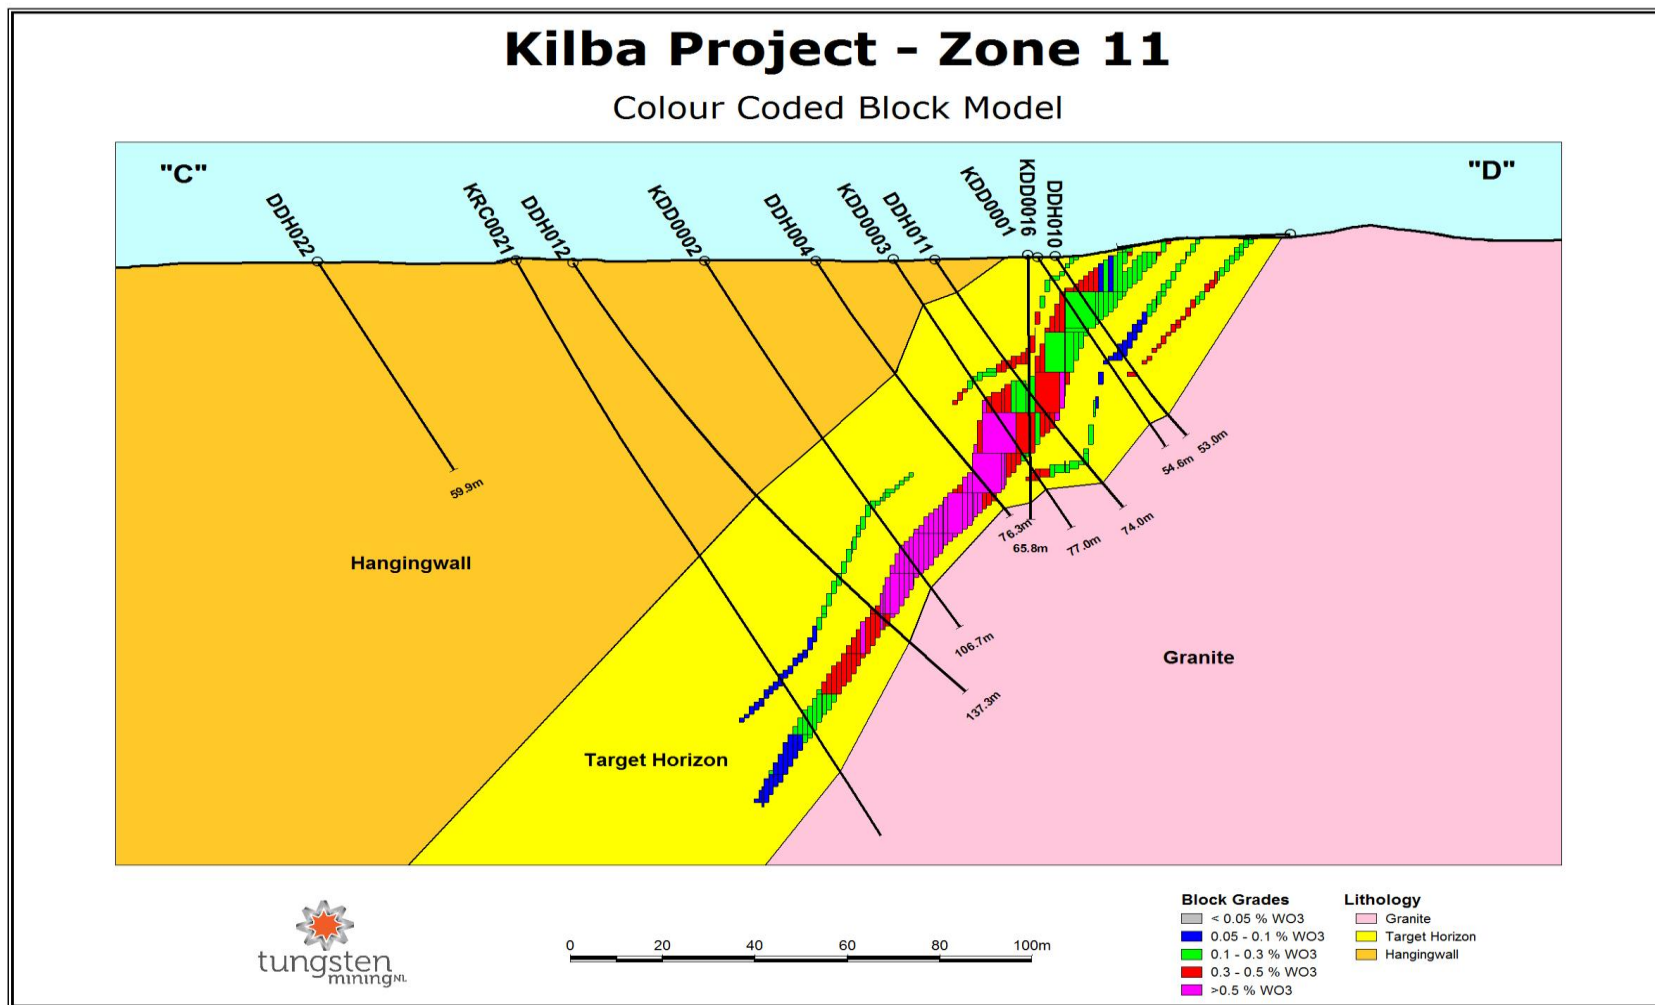 Kilba Project - Zone 11
Colour Coded Block Model
"C"
"D"
DDH022
KRC0021
DDH012
KDD0002
DDH004
KDD0003
DDH011
KDD0001
KDD0016
DDH010
59.9m
53.0m
54.6m
74.0m
76.3m
65.8m
77.0m
106.7m
137.3m
Hangingwall
Granite
Target Horizon
tungsten
mining NL
0 20 40 60 80 100m
Block Grades
< 0.05 % WO3
0.05 - 0.1 % WO3
0.1 - 0.3 % WO3
0.3 - 0.5 % WO3
>0.5 % WO3
Lithology
Granite
Target Horizon
Hangingwall